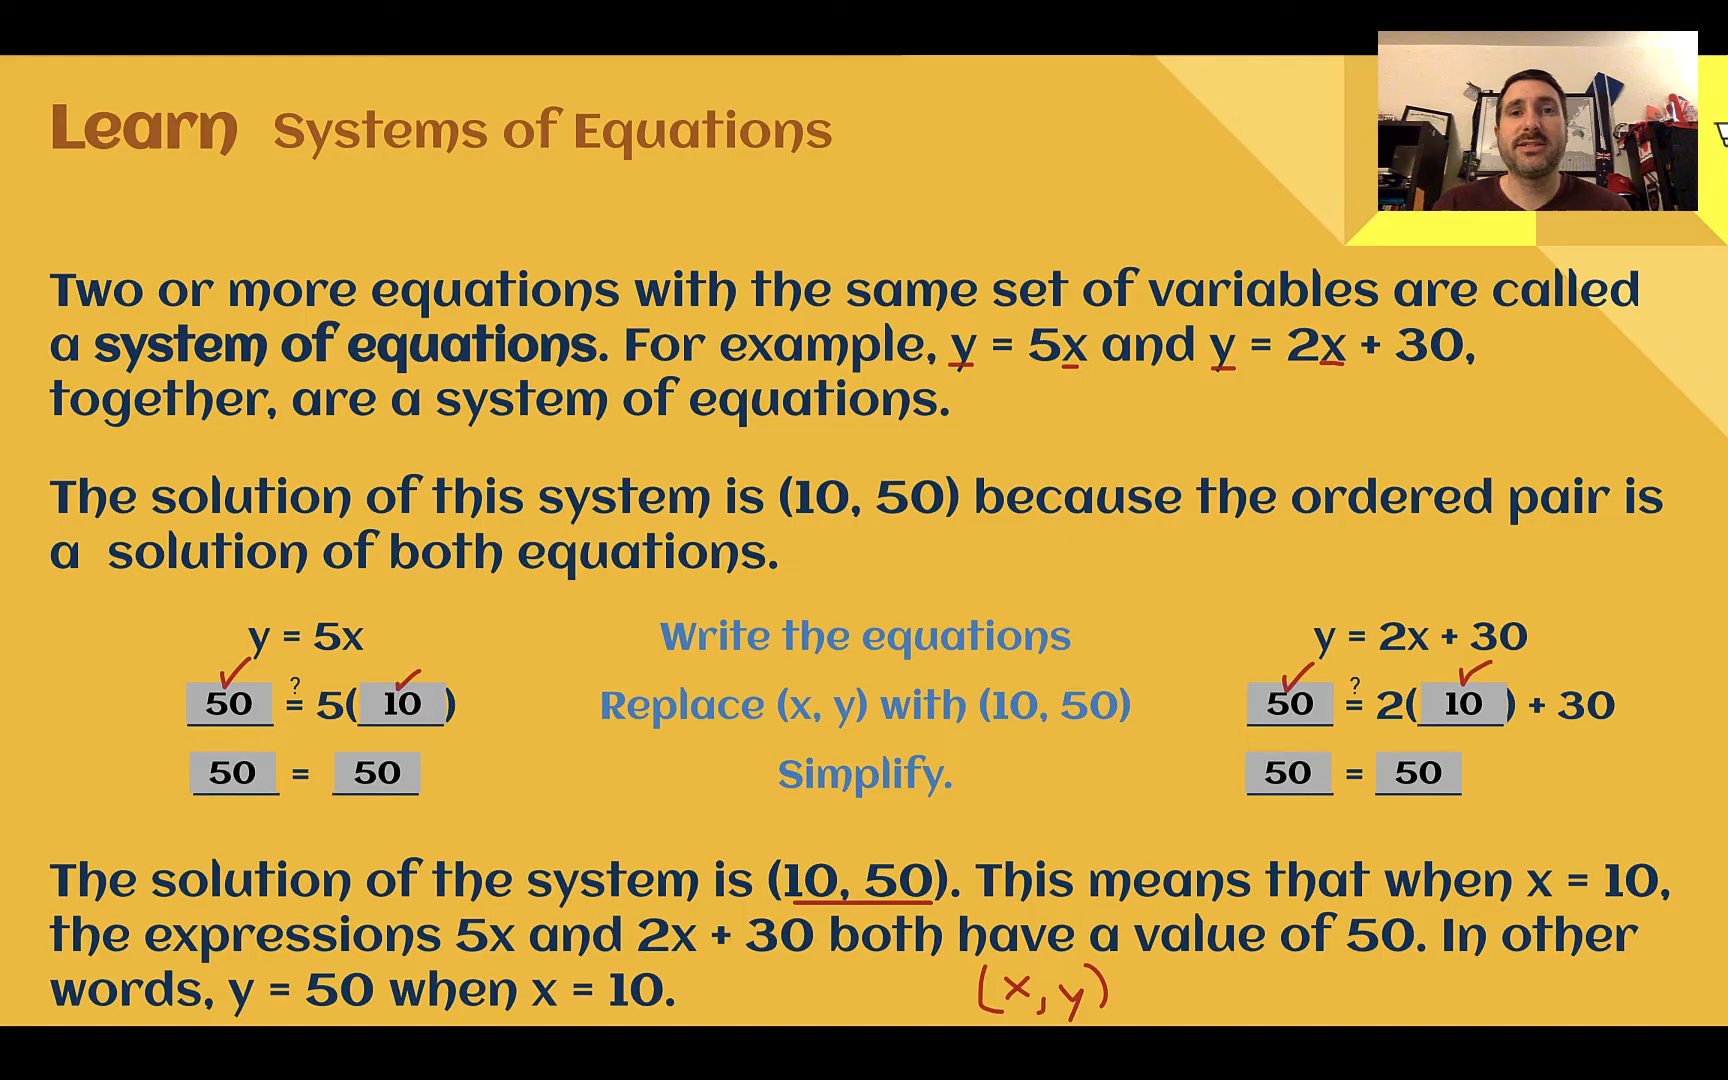 Learn Systems of Equations
Two or more equations with the same set of variables are called
a system of equations. For example, y = 5x and y = 2x + 30,
together, are a system of equations.
The solution of this system is (10, 50) because the ordered pair is
a solution of both equations.
y = 5x Write the equations y = 2x + 30
50 ?= 5( 10 ) Replace (x, y) with (10, 50) 50 ?= 2( 10 ) + 30
50 = 50 Simplify. 50 = 50
The solution of the system is (10, 50). This means that when x = 10,
the expressions 5x and 2x + 30 both have a value of 50. In other
words, y = 50 when x = 10. (x, y)